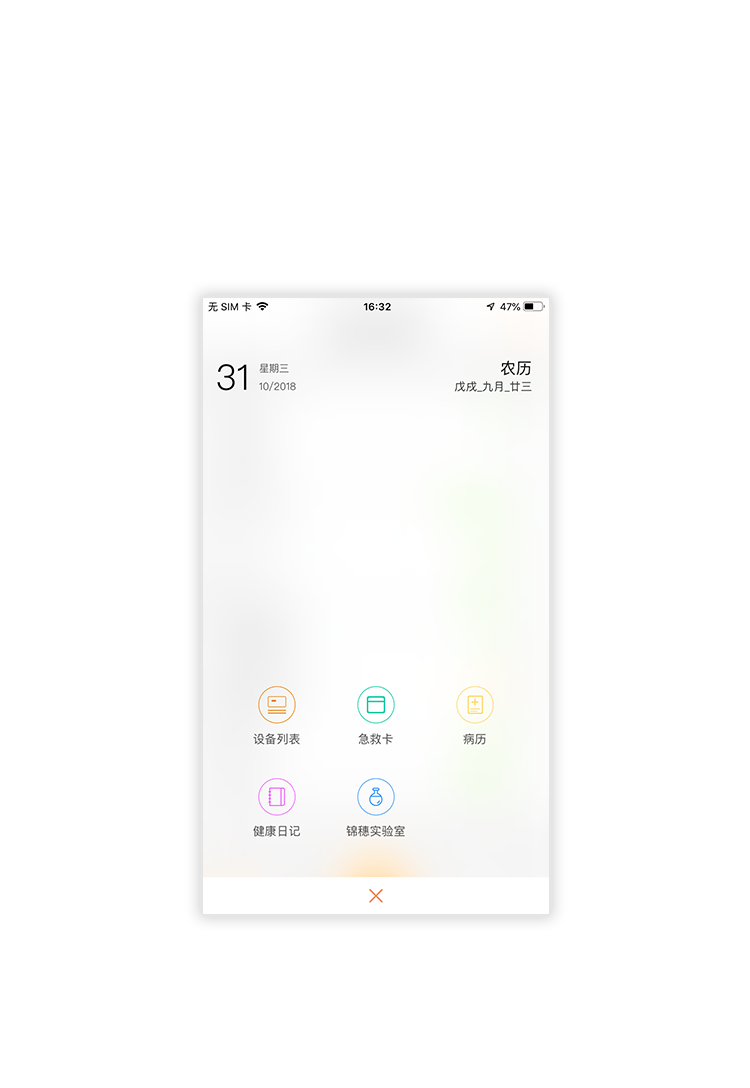 无 SIM 卡
16:32
47%
31
星期三
10/2018
农历
戊戌_九月_廿三
设备列表
急救卡
病历
健康日记
锦穗实验室